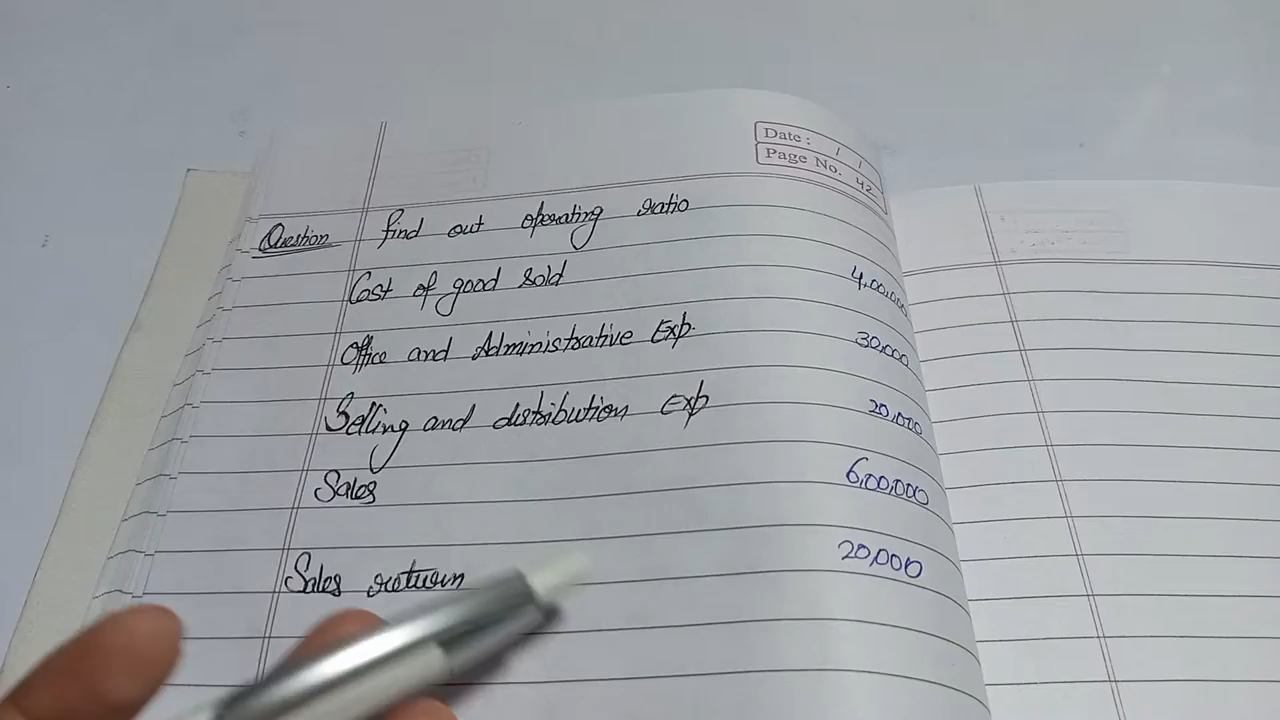 Date : / /
Page No. 42
Question find out operating ratio
Cost of good sold 4,00,000
Office and Administrative Exp. 30,000
Selling and distribution Exp 20,000
Sales 6,00,000
Sales return 20,000